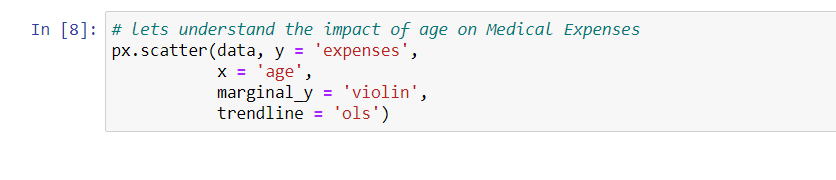 In [8]: # lets understand the impact of age on Medical Expenses
px.scatter(data, y = 'expenses',
x = 'age',
marginal_y = 'violin',
trendline = 'ols')